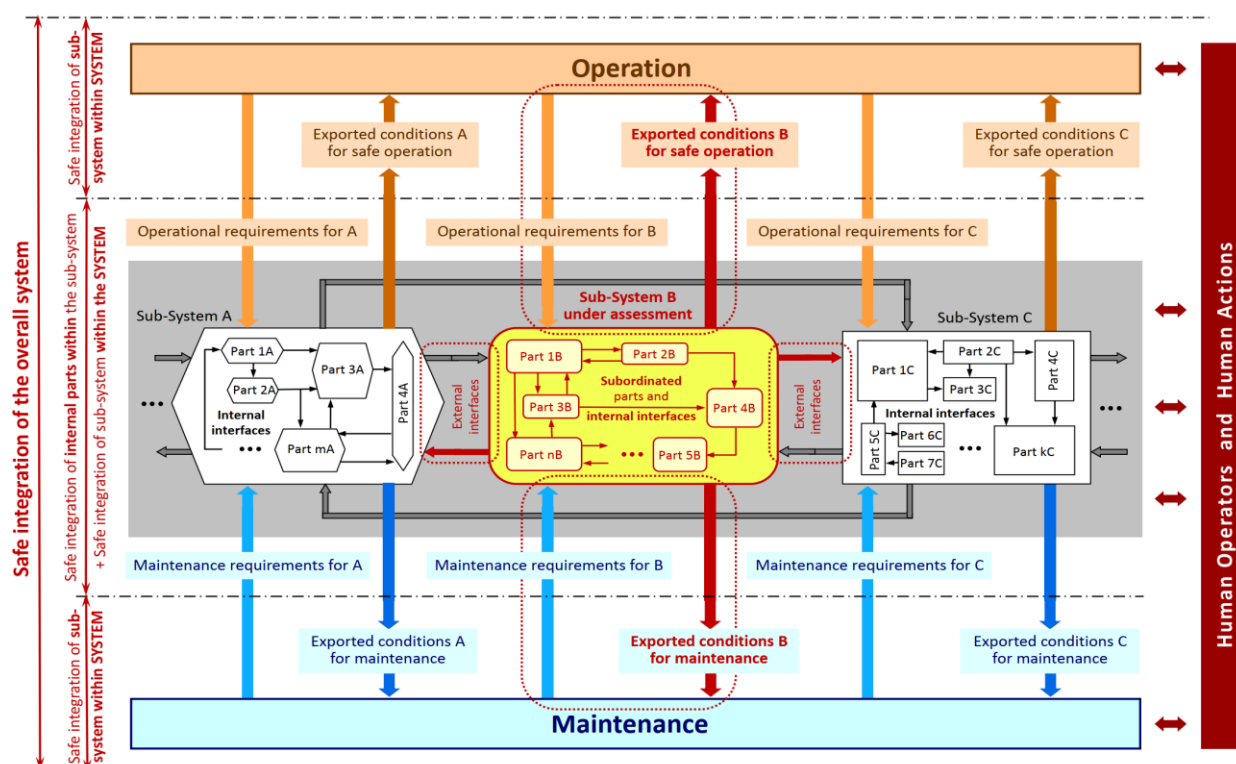 Safe integration of the overall system
Safe integration of sub-
system within SYSTEM
Safe integration of internal parts within the sub-system
+ Safe integration of sub-system within the SYSTEM
Safe integration of sub-
system within SYSTEM
Operation
Exported conditions A
for safe operation
Exported conditions B
for safe operation
Exported conditions C
for safe operation
Operational requirements for A
Operational requirements for B
Operational requirements for C
Sub-System A
Part 1A
Part 2A
Part 3A
Part 4A
Internal
interfaces
•••
Part mA
•••
External
interfaces
Sub-System B
under assessment
Part 1B
Part 2B
Subordinated
parts and
internal interfaces
Part 3B
Part 4B
Part nB
•••
Part 5B
External
interfaces
Sub-System C
Part 1C
Part 2C
Part 3C
Part 4C
Internal interfaces
Part 5C
Part 6C
Part 7C
•••
Part kC
•••
Maintenance requirements for A
Maintenance requirements for B
Maintenance requirements for C
Exported conditions A
for maintenance
Exported conditions B
for maintenance
Exported conditions C
for maintenance
Maintenance
Human Operators and Human Actions